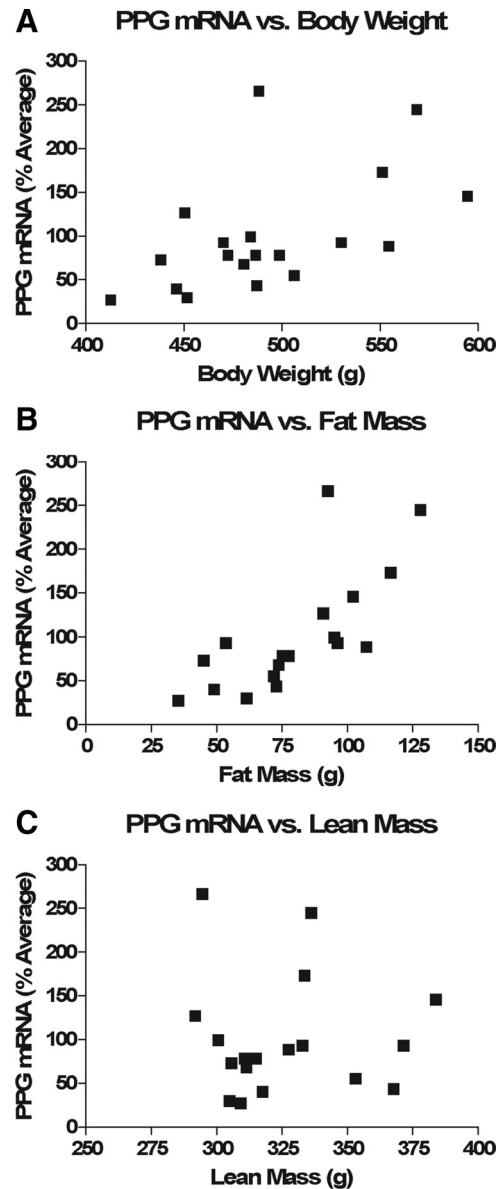 A PPG mRNA vs. Body Weight
PPG mRNA (% Average)
300
250
200
150
100
50
0
400 450 500 550 600
Body Weight (g)
B PPG mRNA vs. Fat Mass
PPG mRNA (% Average)
300
250
200
150
100
50
0
0 25 50 75 100 125 150
Fat Mass (g)
C PPG mRNA vs. Lean Mass
PPG mRNA (% Average)
300
250
200
150
100
50
0
250 275 300 325 350 375 400
Lean Mass (g)